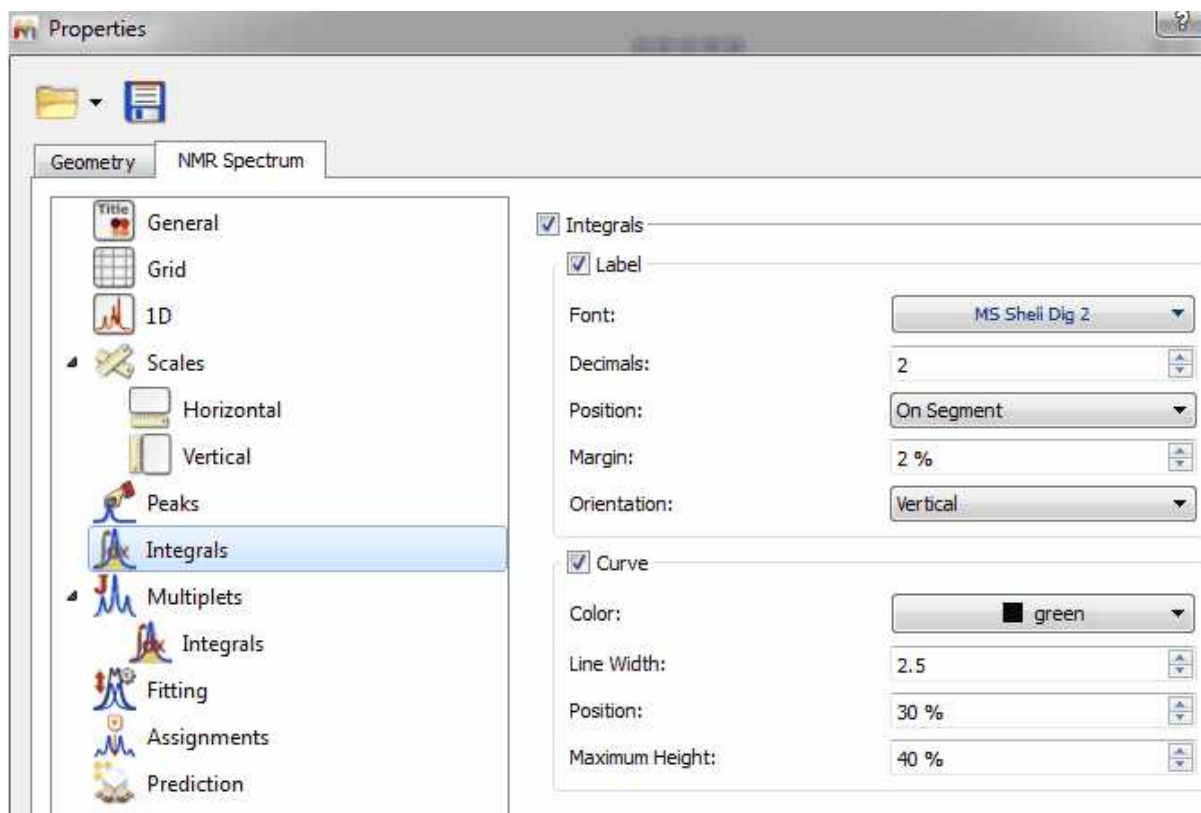 Properties
?
Geometry
NMR Spectrum
Title
General
Grid
1D
Scales
Horizontal
Vertical
Peaks
Integrals
Multiplets
Integrals
Fitting
Assignments
Prediction
Integrals
Label
Font: MS Shell Dlg 2
Decimals: 2
Position: On Segment
Margin: 2 %
Orientation: Vertical
Curve
Color: green
Line Width: 2.5
Position: 30 %
Maximum Height: 40 %